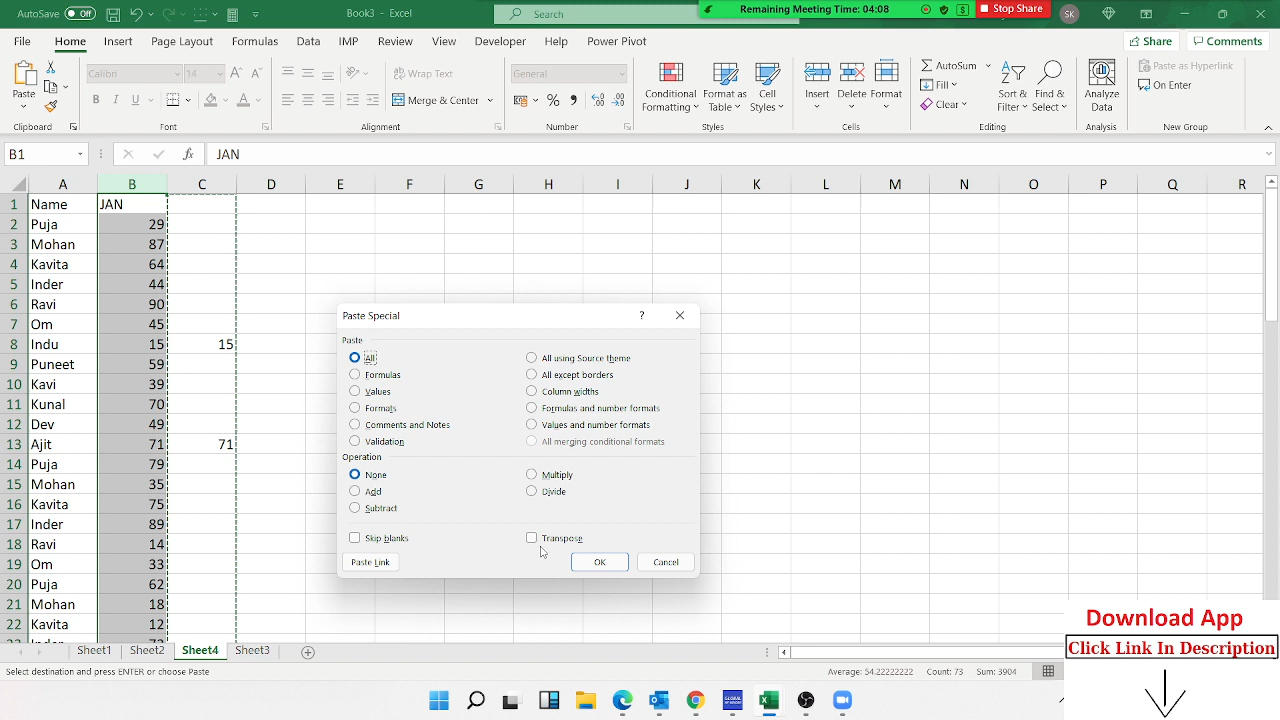 AutoSave Off Book3 - Excel Search Remaining Meeting Time: 04:08 Stop Share SK
File Home Insert Page Layout Formulas Data IMP Review View Developer Help Power Pivot Share Comments
Calibri 14 Wrap Text General AutoSum Paste as Hyperlink
Paste B I U Merge & Center Conditional Formatting Format as Table Cell Styles Insert Delete Format Fill Clear Sort & Filter Find & Select Analyze Data On Enter
Clipboard Font Alignment Number Styles Cells Editing Analysis New Group
B1 fx JAN
A B C D E F G H I J K L M N O P Q R
1 Name JAN
2 Puja 29
3 Mohan 87
4 Kavita 64
5 Inder 44
6 Ravi 90
7 Om 45
8 Indu 15 15
9 Puneet 59
10 Kavi 39
11 Kunal 70
12 Dev 49
13 Ajit 71 71
14 Puja 79
15 Mohan 35
16 Kavita 75
17 Inder 89
18 Ravi 14
19 Om 33
20 Puja 62
21 Mohan 18
22 Kavita 12
Paste Special ?
Paste
All All using Source theme
Formulas All except borders
Values Column widths
Formats Formulas and number formats
Comments and Notes Values and number formats
Validation All merging conditional formats
Operation
None Multiply
Add Divide
Subtract
Skip blanks Transpose
Paste Link OK Cancel
Download App
Click Link In Description
Sheet1 Sheet2 Sheet4 Sheet3
Select destination and press ENTER or choose Paste Average: 54.22222222 Count: 73 Sum: 3904